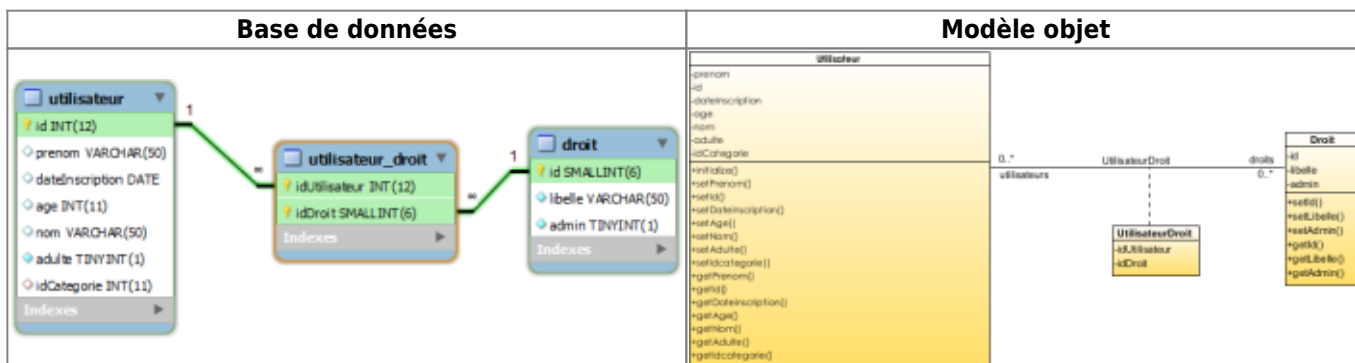 Base de données
Modèle objet
utilisateur
id INT(12)
prenom VARCHAR(50)
dateInscription DATE
age INT(11)
nom VARCHAR(50)
adulte TINYINT(1)
idCategorie INT(11)
Indexes
1
∞
utilisateur_droit
idUtilisateur INT(12)
idDroit SMALLINT(6)
Indexes
1
∞
droit
id SMALLINT(6)
libelle VARCHAR(50)
admin TINYINT(1)
Indexes
Utilisateur
-prenom
-id
-dateInscription
-age
-nom
-adulte
-idCategorie
+initialize()
+setPrenom()
+setId()
+setDateinscription()
+setAge()
+setNom()
+setAdulte()
+setIdcategorie()
+getPrenom()
+getId()
+getDateinscription()
+getAge()
+getNom()
+getAdulte()
+getIdcategorie()
0..*
UtilisateurDroit
droits
utilisateurs
0..*
UtilisateurDroit
-idUtilisateur
-idDroit
Droit
-id
-libelle
-admin
+setId()
+setLibelle()
+setAdmin()
+getId()
+getLibelle()
+getAdmin()